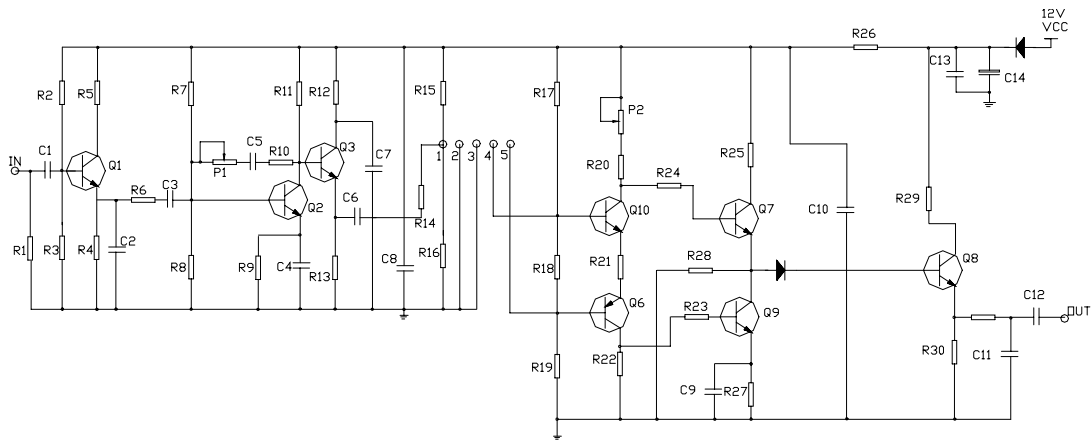 12V
VCC
R26
C13
C14
R2
R5
R7
R11
R12
R15
R17
P2
IN
C1
Q1
P1
C5
R10
Q3
C7
1
2
3
4
5
R20
R24
R25
R6
C3
Q2
C6
R14
Q10
Q7
C10
R29
R1
R3
R4
C2
R8
R9
C4
R13
C8
R16
R18
R21
R28
Q8
Q6
R23
Q9
C12
OUT
R19
R22
C9
R27
R30
C11